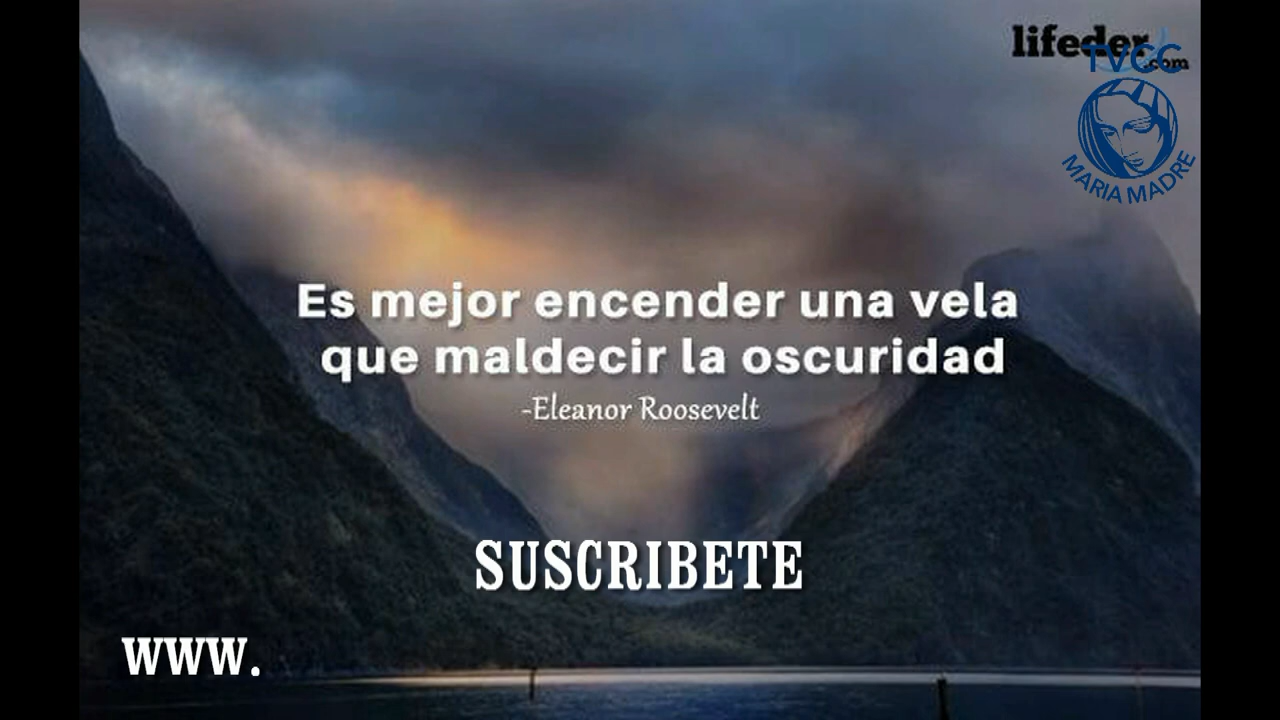 lifeder
.com
TVCC
MARIA MADRE
Es mejor encender una vela
que maldecir la oscuridad
-Eleanor Roosevelt
SUSCRIBETE
www.